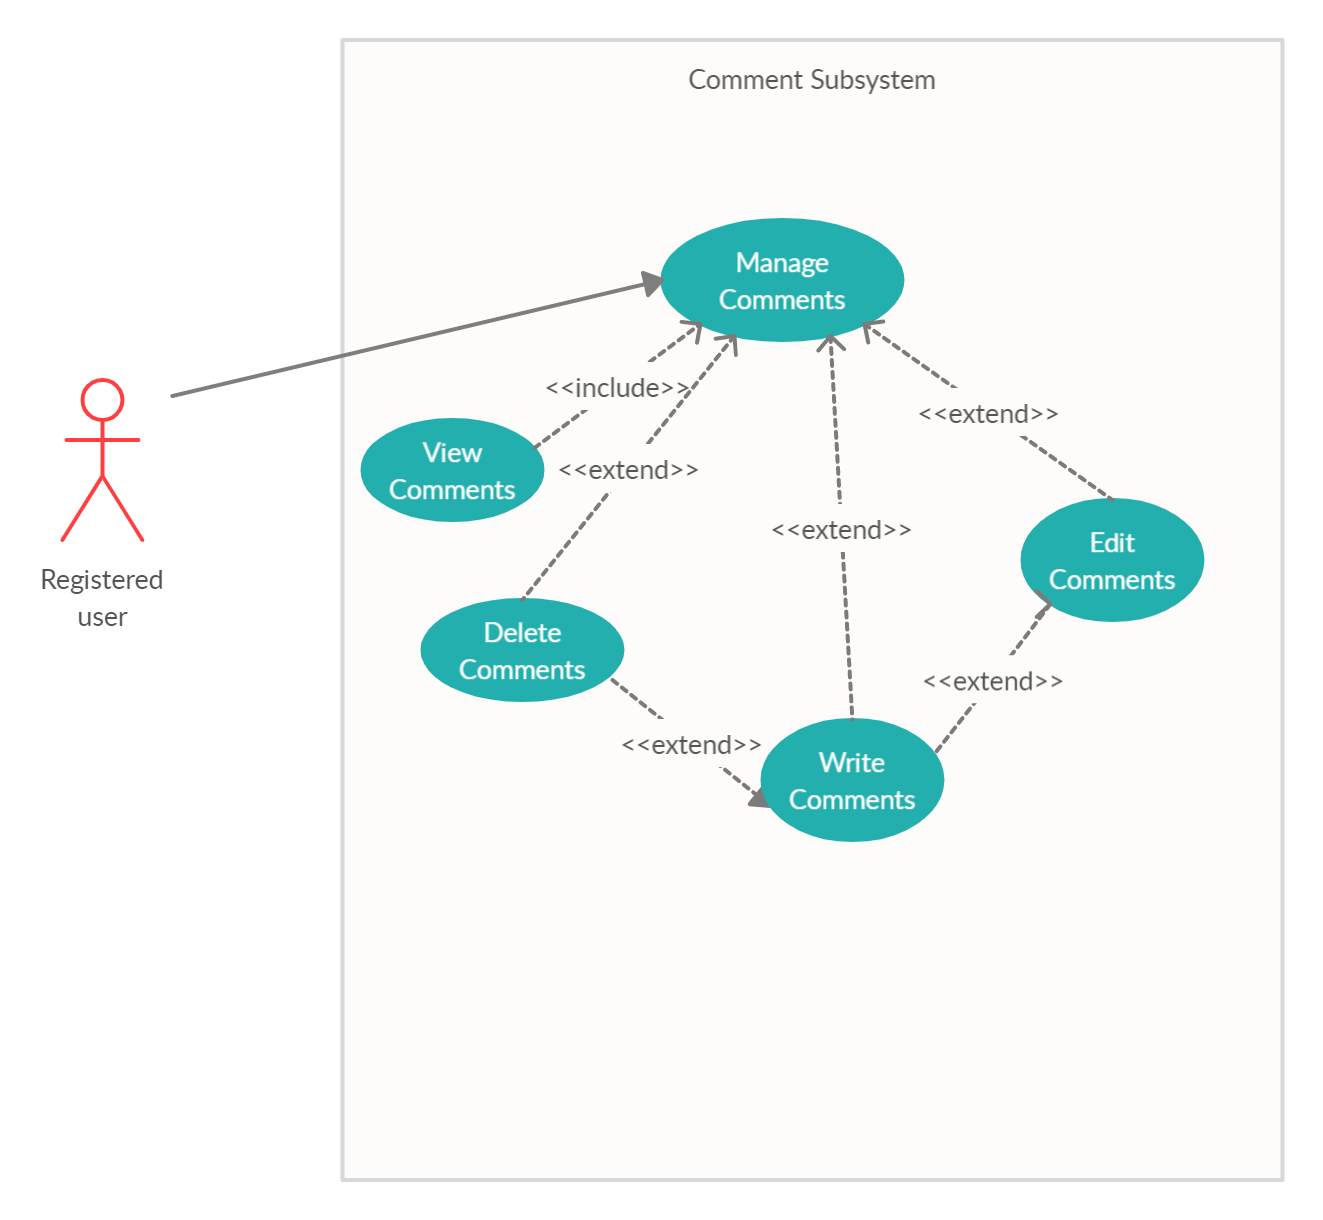 Comment Subsystem
Manage
Comments
<<include>>
<<extend>>
View
Comments
<<extend>>
<<extend>>
Edit
Comments
Registered
user
Delete
Comments
<<extend>>
<<extend>>
Write
Comments